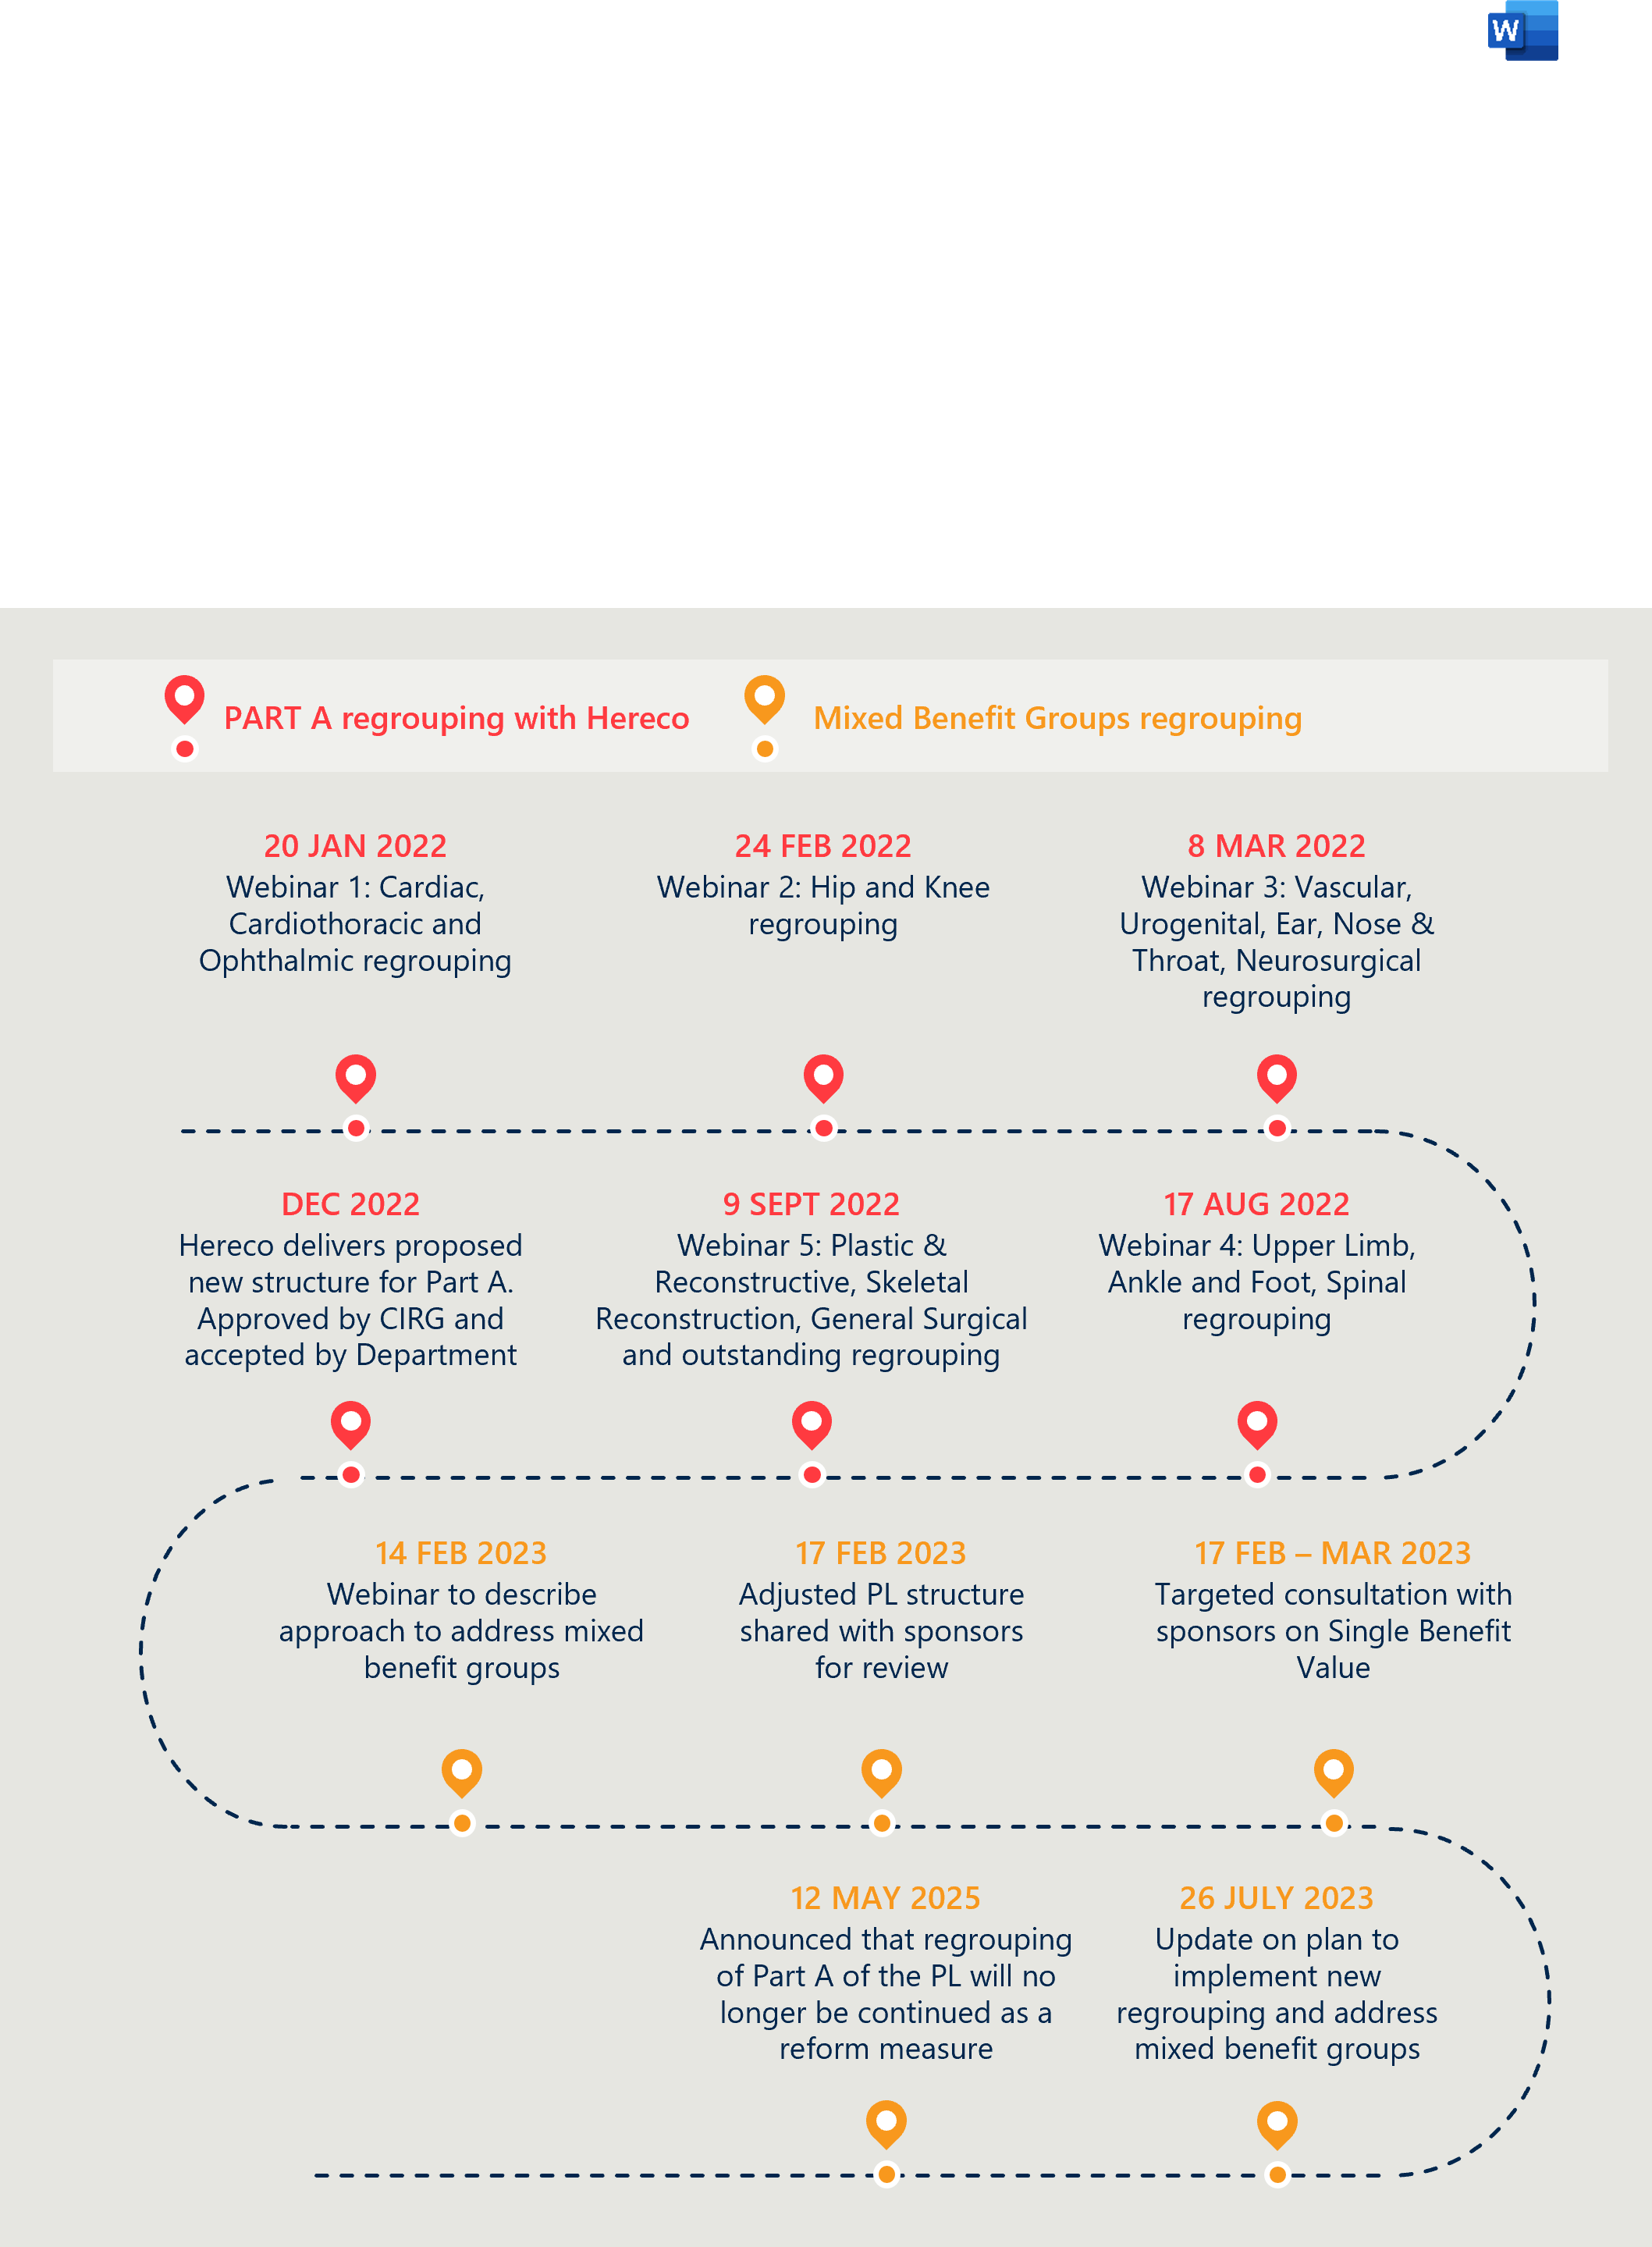 W
PART A regrouping with Hereco
Mixed Benefit Groups regrouping
20 JAN 2022
Webinar 1: Cardiac,
Cardiothoracic and
Ophthalmic regrouping
24 FEB 2022
Webinar 2: Hip and Knee
regrouping
8 MAR 2022
Webinar 3: Vascular,
Urogenital, Ear, Nose &
Throat, Neurosurgical
regrouping
17 AUG 2022
Webinar 4: Upper Limb,
Ankle and Foot, Spinal
regrouping
9 SEPT 2022
Webinar 5: Plastic &
Reconstructive, Skeletal
Reconstruction, General Surgical
and outstanding regrouping
DEC 2022
Hereco delivers proposed
new structure for Part A.
Approved by CIRG and
accepted by Department
14 FEB 2023
Webinar to describe
approach to address mixed
benefit groups
17 FEB 2023
Adjusted PL structure
shared with sponsors
for review
17 FEB – MAR 2023
Targeted consultation with
sponsors on Single Benefit
Value
26 JULY 2023
Update on plan to
implement new
regrouping and address
mixed benefit groups
12 MAY 2025
Announced that regrouping
of Part A of the PL will no
longer be continued as a
reform measure